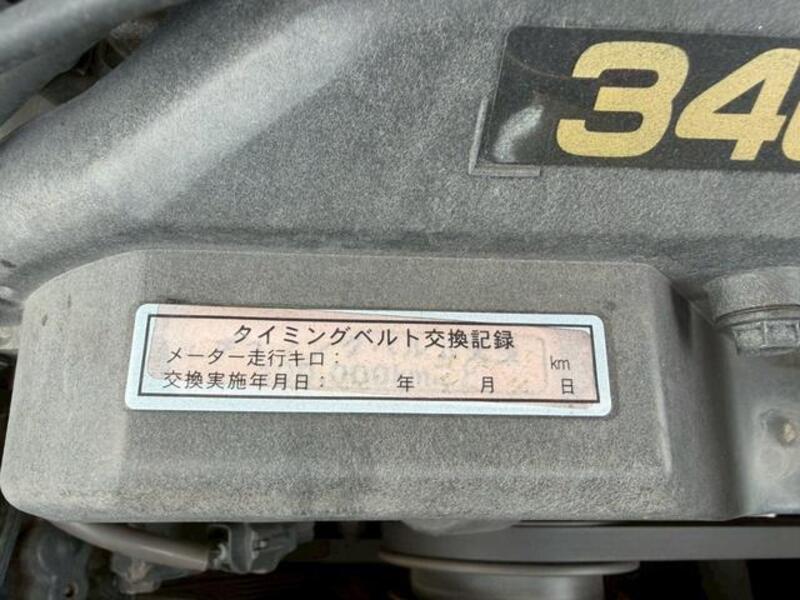 340
タイミングベルト交換記録
メーター走行キロ： km
交換実施年月日： 年 月 日